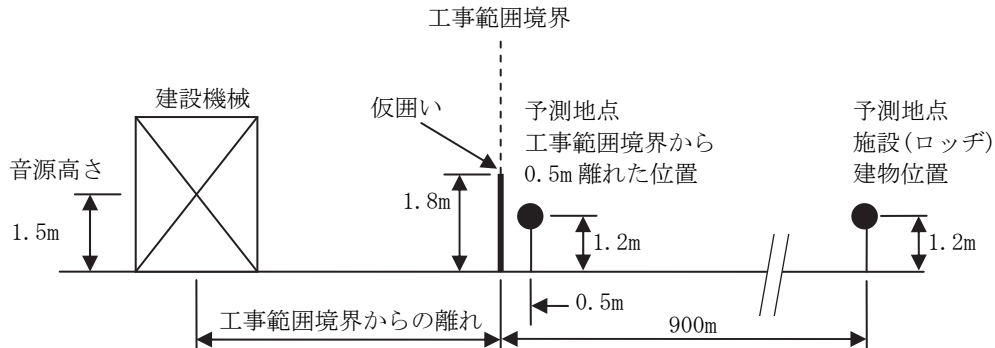 工事範囲境界
建設機械
仮囲い
予測地点
工事範囲境界から
0.5m 離れた位置
予測地点
施設(ロッヂ)
建物位置
音源高さ
1.5m
1.8m
1.2m
1.2m
0.5m
工事範囲境界からの離れ
900m